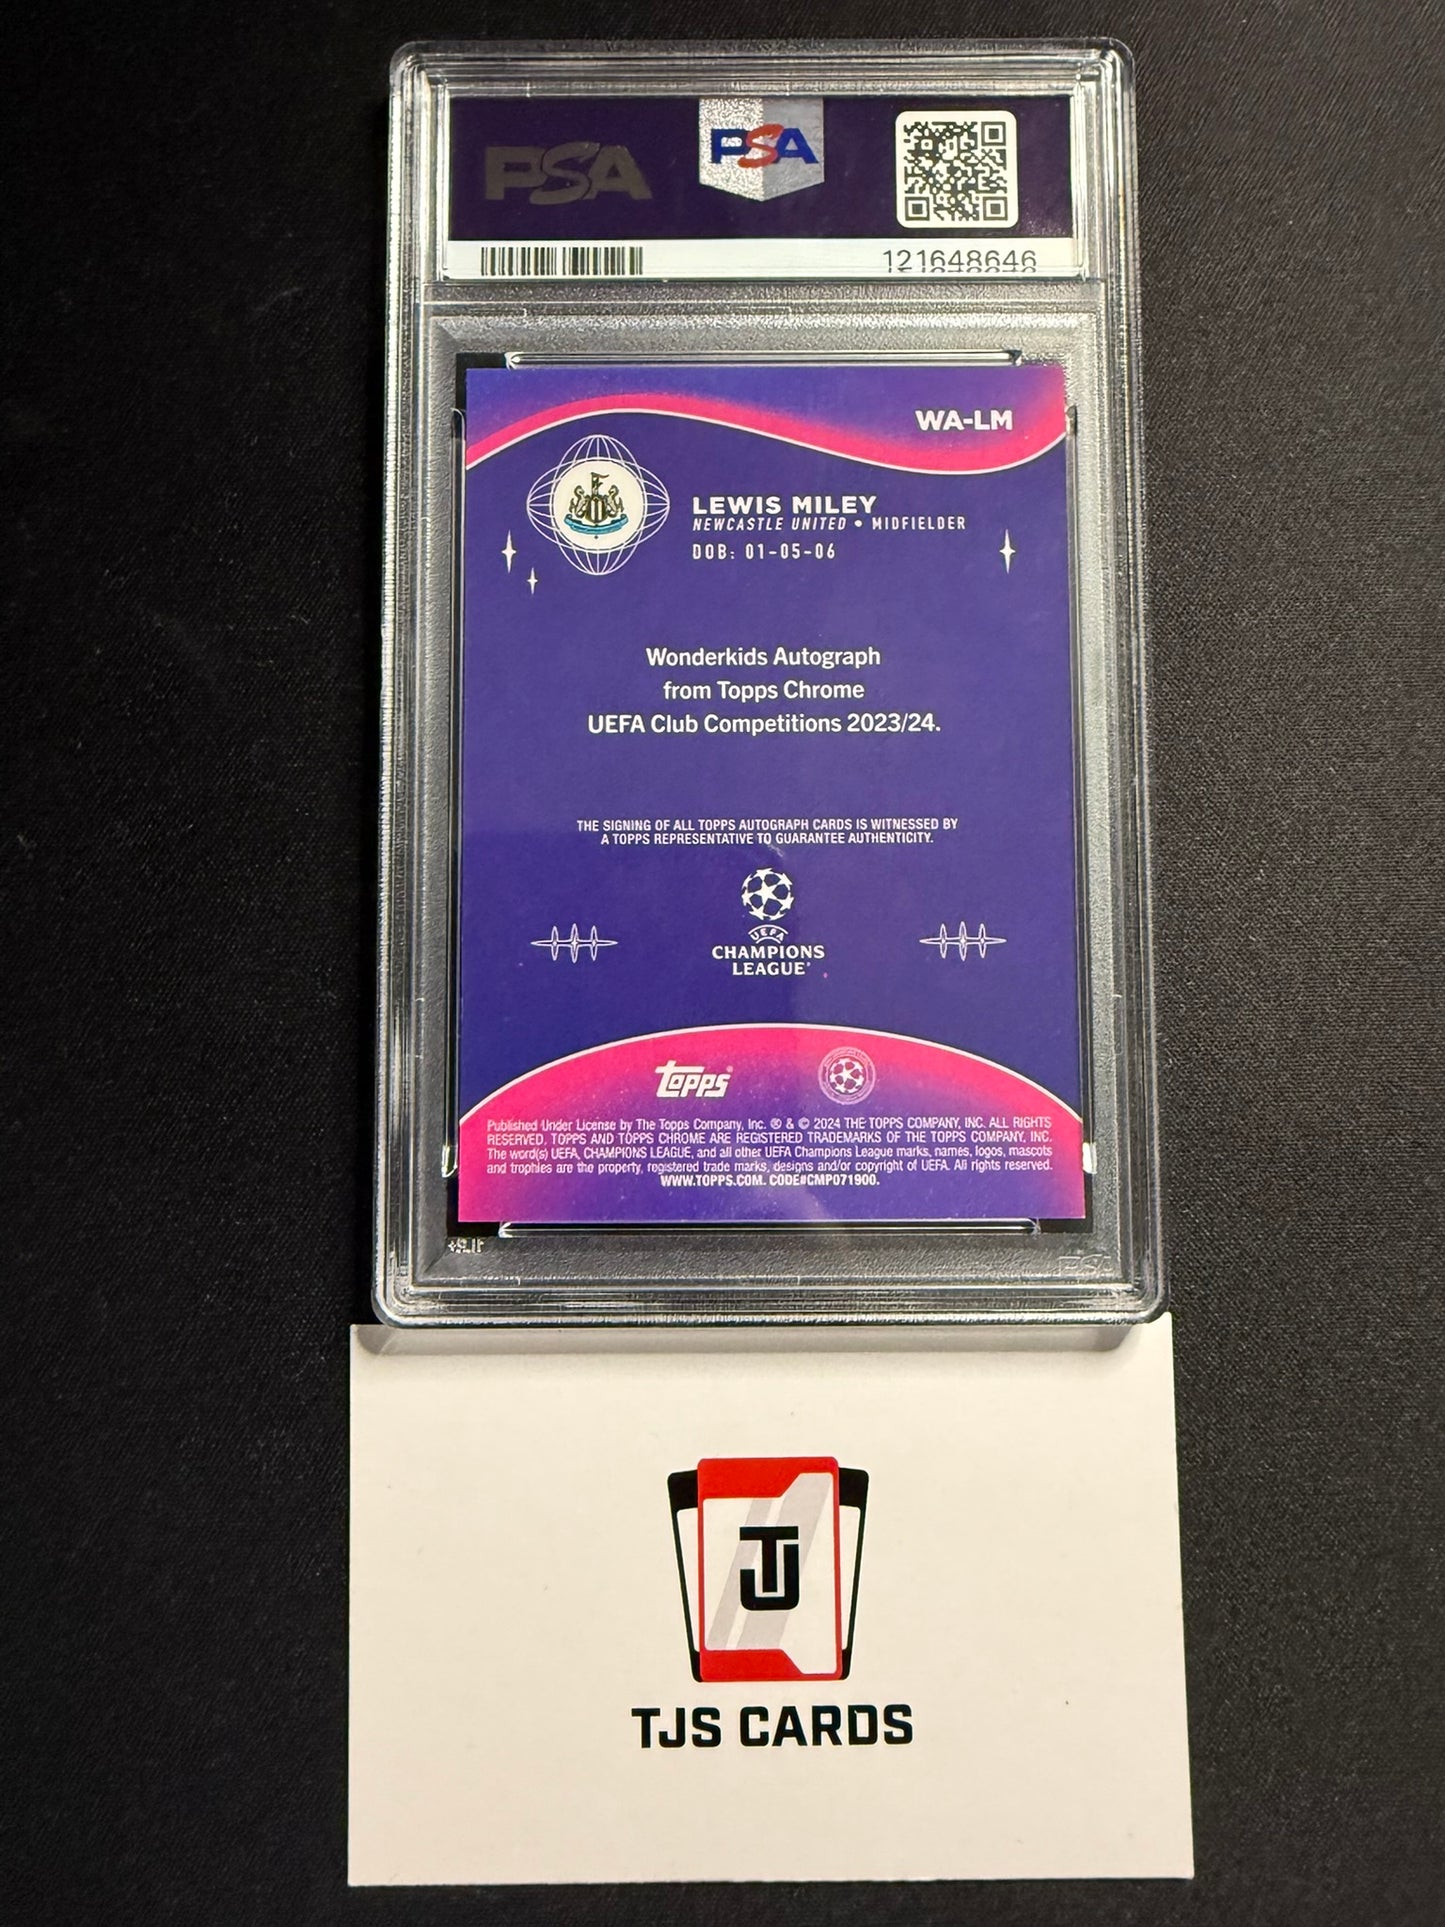 PSA
PSA
121648646
WA-LM
LEWIS MILEY
NEWCASTLE UNITED • MIDFIELDER
DOB: 01-05-06
Wonderkids Autograph
from Topps Chrome
UEFA Club Competitions 2023/24.
THE SIGNING OF ALL TOPPS AUTOGRAPH CARDS IS WITNESSED BY
A TOPPS REPRESENTATIVE TO GUARANTEE AUTHENTICITY.
UEFA
CHAMPIONS
LEAGUE
topps
Published Under License by The Topps Company, Inc. ® & © 2024 THE TOPPS COMPANY, INC. ALL RIGHTS
RESERVED. TOPPS AND TOPPS CHROME ARE REGISTERED TRADEMARKS OF THE TOPPS COMPANY, INC.
The word(s) UEFA, CHAMPIONS LEAGUE, and all other UEFA Champions League marks, names, logos, mascots
and trophies are the property, registered trade marks, designs and/or copyright of UEFA. All rights reserved.
WWW.TOPPS.COM. CODE#CMP071900.
PSA
TJ
TJS CARDS